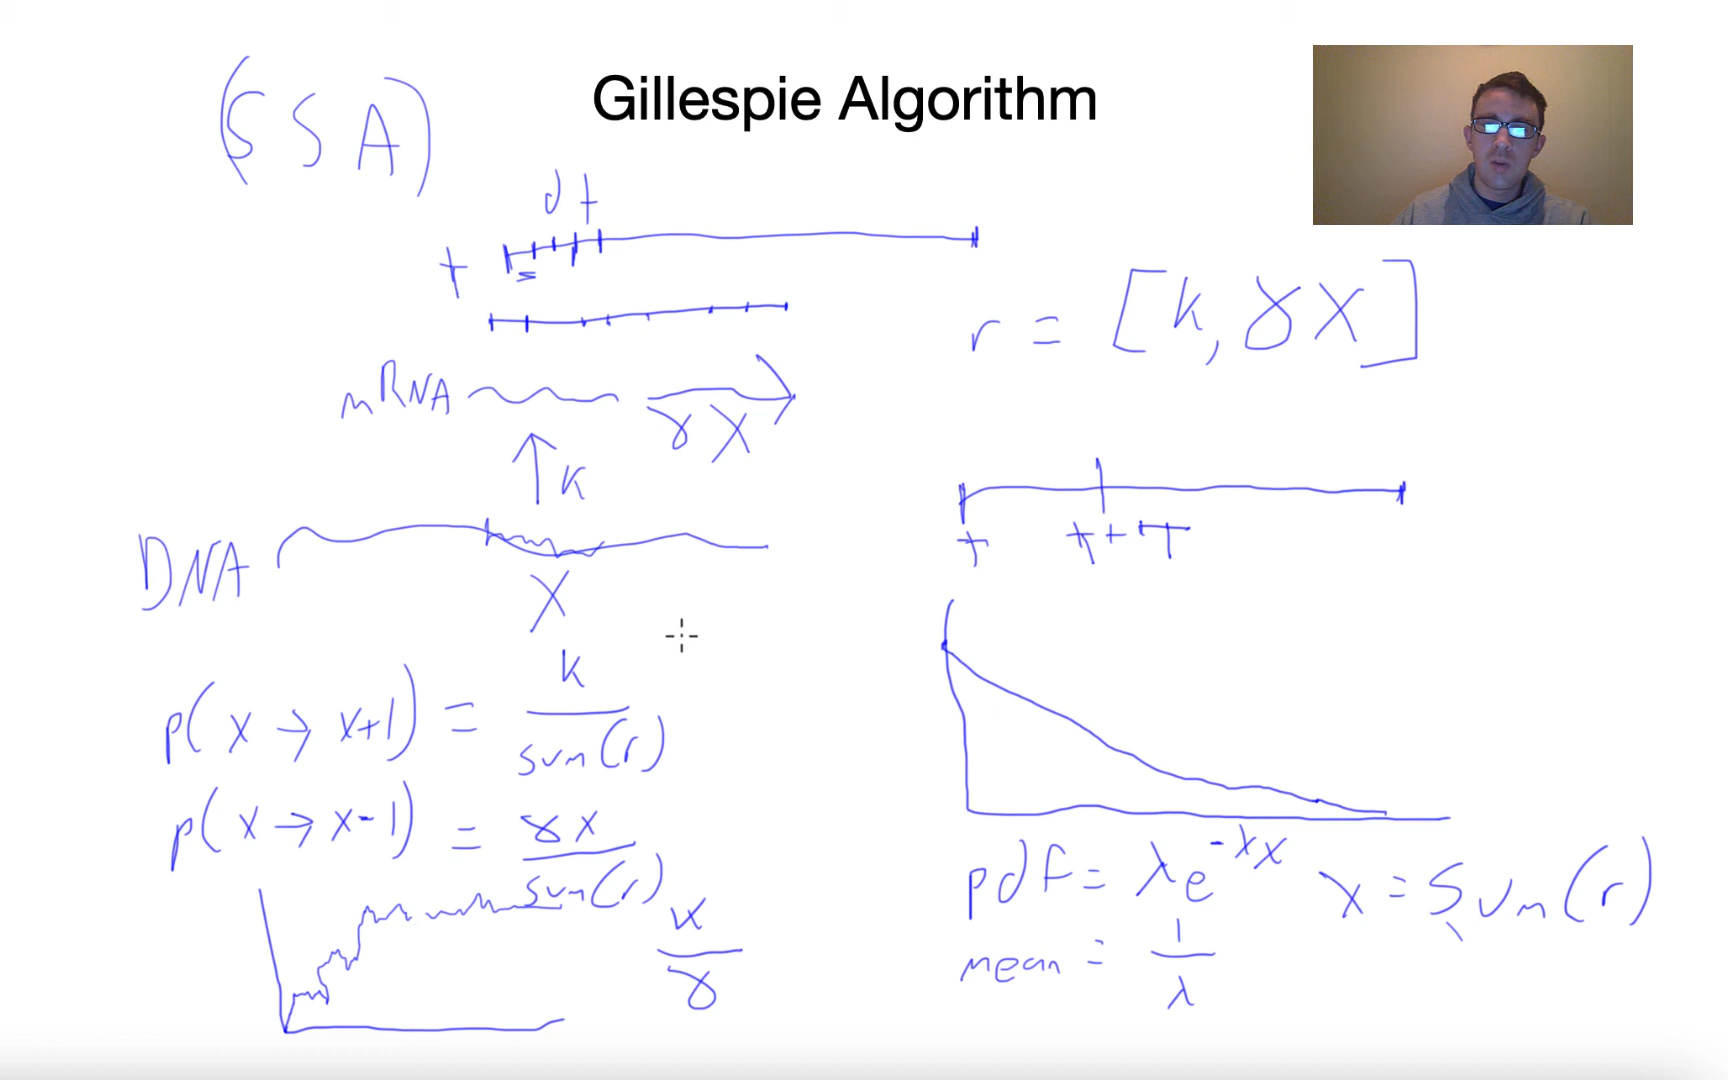 (SSA)
Gillespie Algorithm
dt
t
r = [k, γX]
mRNA
γX
k
DNA
t
t+T
X
p(x → x+1) = k / sum(r)
p(x → x-1) = γx / sum(r)
k / γ
pdf = λe^-λx
λ = sum(r)
mean = 1 / λ